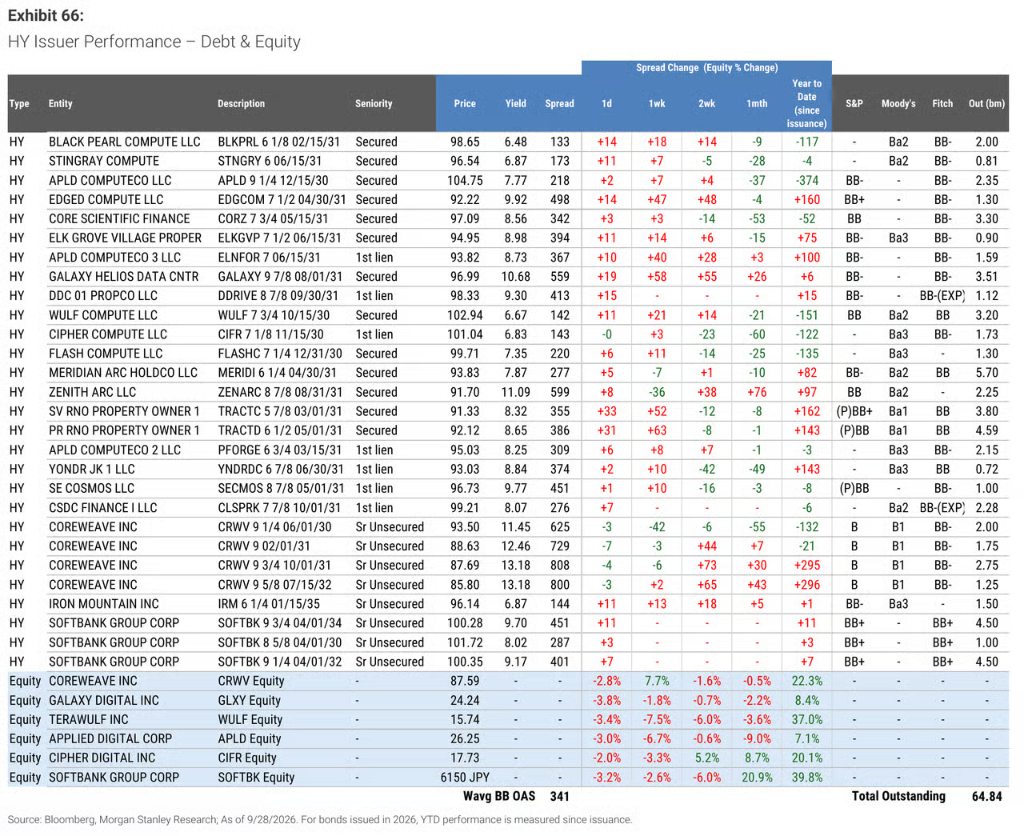 Exhibit 66:
HY Issuer Performance – Debt & Equity
Spread Change (Equity % Change)
Type Entity Description Seniority Price Yield Spread 1d 1wk 2wk 1mth Year to Date (since issuance) S&P Moody's Fitch Out (bm)
HY BLACK PEARL COMPUTE LLC BLKPRL 6 1/8 02/15/31 Secured 98.65 6.48 133 +14 +18 +14 -9 -117 - Ba2 BB- 2.00
HY STINGRAY COMPUTE STNGRY 6 06/15/31 Secured 96.54 6.87 173 +11 +7 -5 -28 -4 - Ba2 BB- 0.81
HY APLD COMPUTECO LLC APLD 9 1/4 12/15/30 Secured 104.75 7.77 218 +2 +7 +4 -37 -374 BB- - BB- 2.35
HY EDGED COMPUTE LLC EDGCOM 7 1/2 04/30/31 Secured 92.22 9.92 498 +14 +47 +48 -4 +160 BB+ - BB- 1.30
HY CORE SCIENTIFIC FINANCE CORZ 7 3/4 05/15/31 Secured 97.09 8.56 342 +3 +3 -14 -53 -52 BB - BB- 3.30
HY ELK GROVE VILLAGE PROPER ELKGVP 7 1/2 06/15/31 Secured 94.95 8.98 394 +11 +14 +6 -15 +75 BB- Ba3 BB- 0.90
HY APLD COMPUTECO 3 LLC ELNFOR 7 06/15/31 1st lien 93.82 8.73 367 +10 +40 +28 +3 +100 BB- - BB- 1.59
HY GALAXY HELIOS DATA CNTR GALAXY 9 7/8 08/01/31 Secured 96.99 10.68 559 +19 +58 +55 +26 +6 BB- - BB- 3.51
HY DDC 01 PROPCO LLC DDRIVE 8 7/8 09/30/31 1st lien 98.33 9.30 413 +15 - - - +15 BB- - BB-(EXP) 1.12
HY WULF COMPUTE LLC WULF 7 3/4 10/15/30 Secured 102.94 6.67 142 +11 +21 +14 -21 -151 BB Ba2 BB 3.20
HY CIPHER COMPUTE LLC CIFR 7 1/8 11/15/30 1st lien 101.04 6.83 143 -0 +3 -23 -60 -122 - Ba3 BB- 1.73
HY FLASH COMPUTE LLC FLASHC 7 1/4 12/31/30 Secured 99.71 7.35 220 +6 +11 -14 -25 -135 - Ba3 - 1.30
HY MERIDIAN ARC HOLDCO LLC MERIDI 6 1/4 04/30/31 Secured 93.83 7.87 277 +5 -7 +1 -10 +82 BB- Ba2 BB 5.70
HY ZENITH ARC LLC ZENARC 8 7/8 08/31/31 Secured 91.70 11.09 599 +8 -36 +38 +76 +97 BB Ba2 - 2.25
HY SV RNO PROPERTY OWNER 1 TRACTC 5 7/8 03/01/31 Secured 91.33 8.32 355 +33 +52 -12 -8 +162 (P)BB+ Ba1 BB 3.80
HY PR RNO PROPERTY OWNER 1 TRACTD 6 1/2 05/01/31 Secured 92.12 8.65 386 +31 +63 -8 -1 +143 (P)BB Ba1 BB 4.59
HY APLD COMPUTECO 2 LLC PFORGE 6 3/4 03/15/31 1st lien 95.03 8.25 309 +6 +8 +7 -1 -3 - Ba3 BB- 2.15
HY YONDR JK 1 LLC YNDRDC 6 7/8 06/30/31 1st lien 93.03 8.84 374 +2 +10 -42 -49 +143 - Ba3 BB 0.72
HY SE COSMOS LLC SECMOS 8 7/8 05/01/31 1st lien 96.73 9.77 451 +1 +10 -16 -3 -8 (P)BB - BB- 1.00
HY CSDC FINANCE I LLC CLSPRK 7 7/8 10/01/31 1st lien 99.21 8.07 276 +7 - - - -6 - Ba2 BB-(EXP) 2.28
HY COREWEAVE INC CRWV 9 1/4 06/01/30 Sr Unsecured 93.50 11.45 625 -3 -42 -6 -55 -132 B B1 BB- 2.00
HY COREWEAVE INC CRWV 9 02/01/31 Sr Unsecured 88.63 12.46 729 -7 -3 +44 +7 -21 B B1 BB- 1.75
HY COREWEAVE INC CRWV 9 3/4 10/01/31 Sr Unsecured 87.69 13.18 808 -4 -6 +73 +30 +295 B B1 BB- 2.75
HY COREWEAVE INC CRWV 9 5/8 07/15/32 Sr Unsecured 85.80 13.18 800 -3 +2 +65 +43 +296 B B1 BB- 1.25
HY IRON MOUNTAIN INC IRM 6 1/4 01/15/35 Sr Unsecured 96.14 6.87 144 +11 +13 +18 +5 +1 BB- Ba3 - 1.50
HY SOFTBANK GROUP CORP SOFTBK 9 3/4 04/01/34 Sr Unsecured 100.28 9.70 451 +11 - - - +11 BB+ - BB+ 4.50
HY SOFTBANK GROUP CORP SOFTBK 8 5/8 04/01/30 Sr Unsecured 101.72 8.02 287 +3 - - - +3 BB+ - BB+ 1.00
HY SOFTBANK GROUP CORP SOFTBK 9 1/4 04/01/32 Sr Unsecured 100.35 9.17 401 +7 - - - +7 BB+ - BB+ 4.50
Equity COREWEAVE INC CRWV Equity - 87.59 - - -2.8% 7.7% -1.6% -0.5% 22.3% - - - -
Equity GALAXY DIGITAL INC GLXY Equity - 24.24 - - -3.8% -1.8% -0.7% -2.2% 8.4% - - - -
Equity TERAWULF INC WULF Equity - 15.74 - - -3.4% -7.5% -6.0% -3.6% 37.0% - - - -
Equity APPLIED DIGITAL CORP APLD Equity - 26.25 - - -3.0% -6.7% -0.6% -9.0% 7.1% - - - -
Equity CIPHER DIGITAL INC CIFR Equity - 17.73 - - -2.0% -3.3% 5.2% 8.7% 20.1% - - - -
Equity SOFTBANK GROUP CORP SOFTBK Equity - 6150 JPY - - -3.2% -2.6% -6.0% 20.9% 39.8% - - - -
Wavg BB OAS 341 Total Outstanding 64.84
Source: Bloomberg, Morgan Stanley Research; As of 9/28/2026. For bonds issued in 2026, YTD performance is measured since issuance.